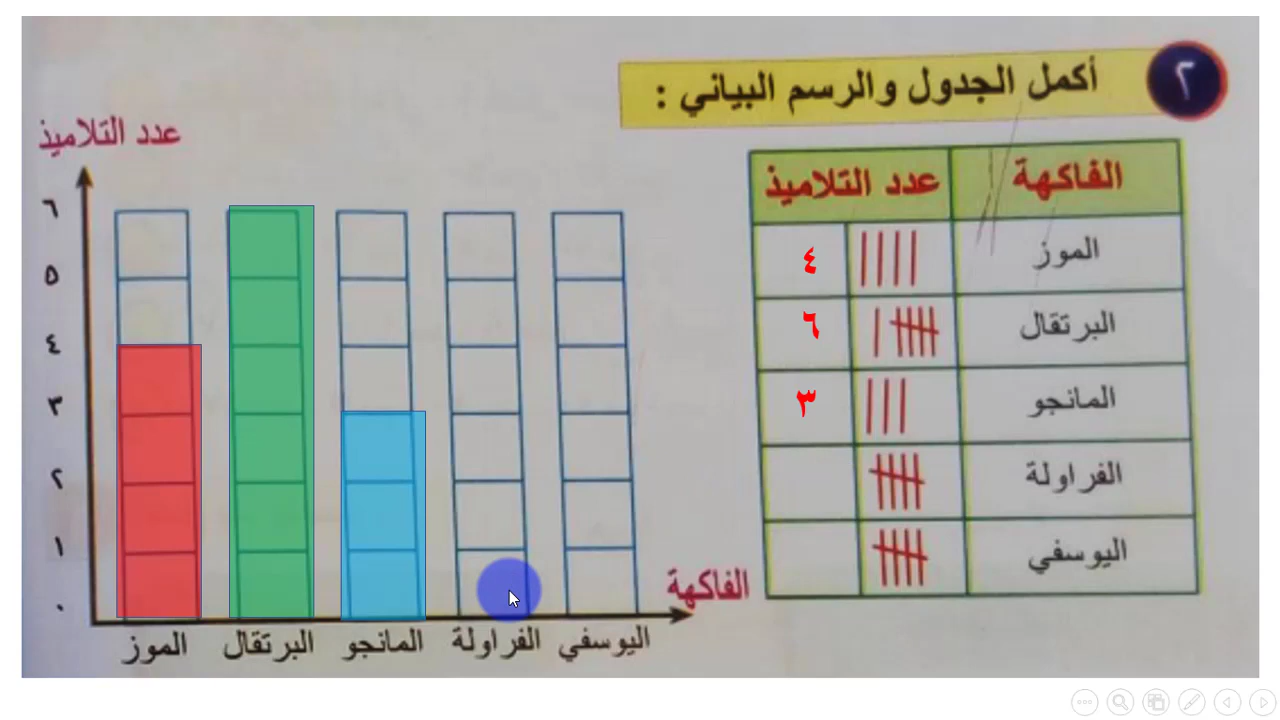 ٢ أكمل الجدول والرسم البياني :
الفاكهة عدد التلاميذ
الموز ٤
البرتقال ٦
المانجو ٣
الفراولة
اليوسفي
عدد التلاميذ
٦
٥
٤
٣
٢
١
٠
الموز البرتقال المانجو الفراولة اليوسفي
الفاكهة